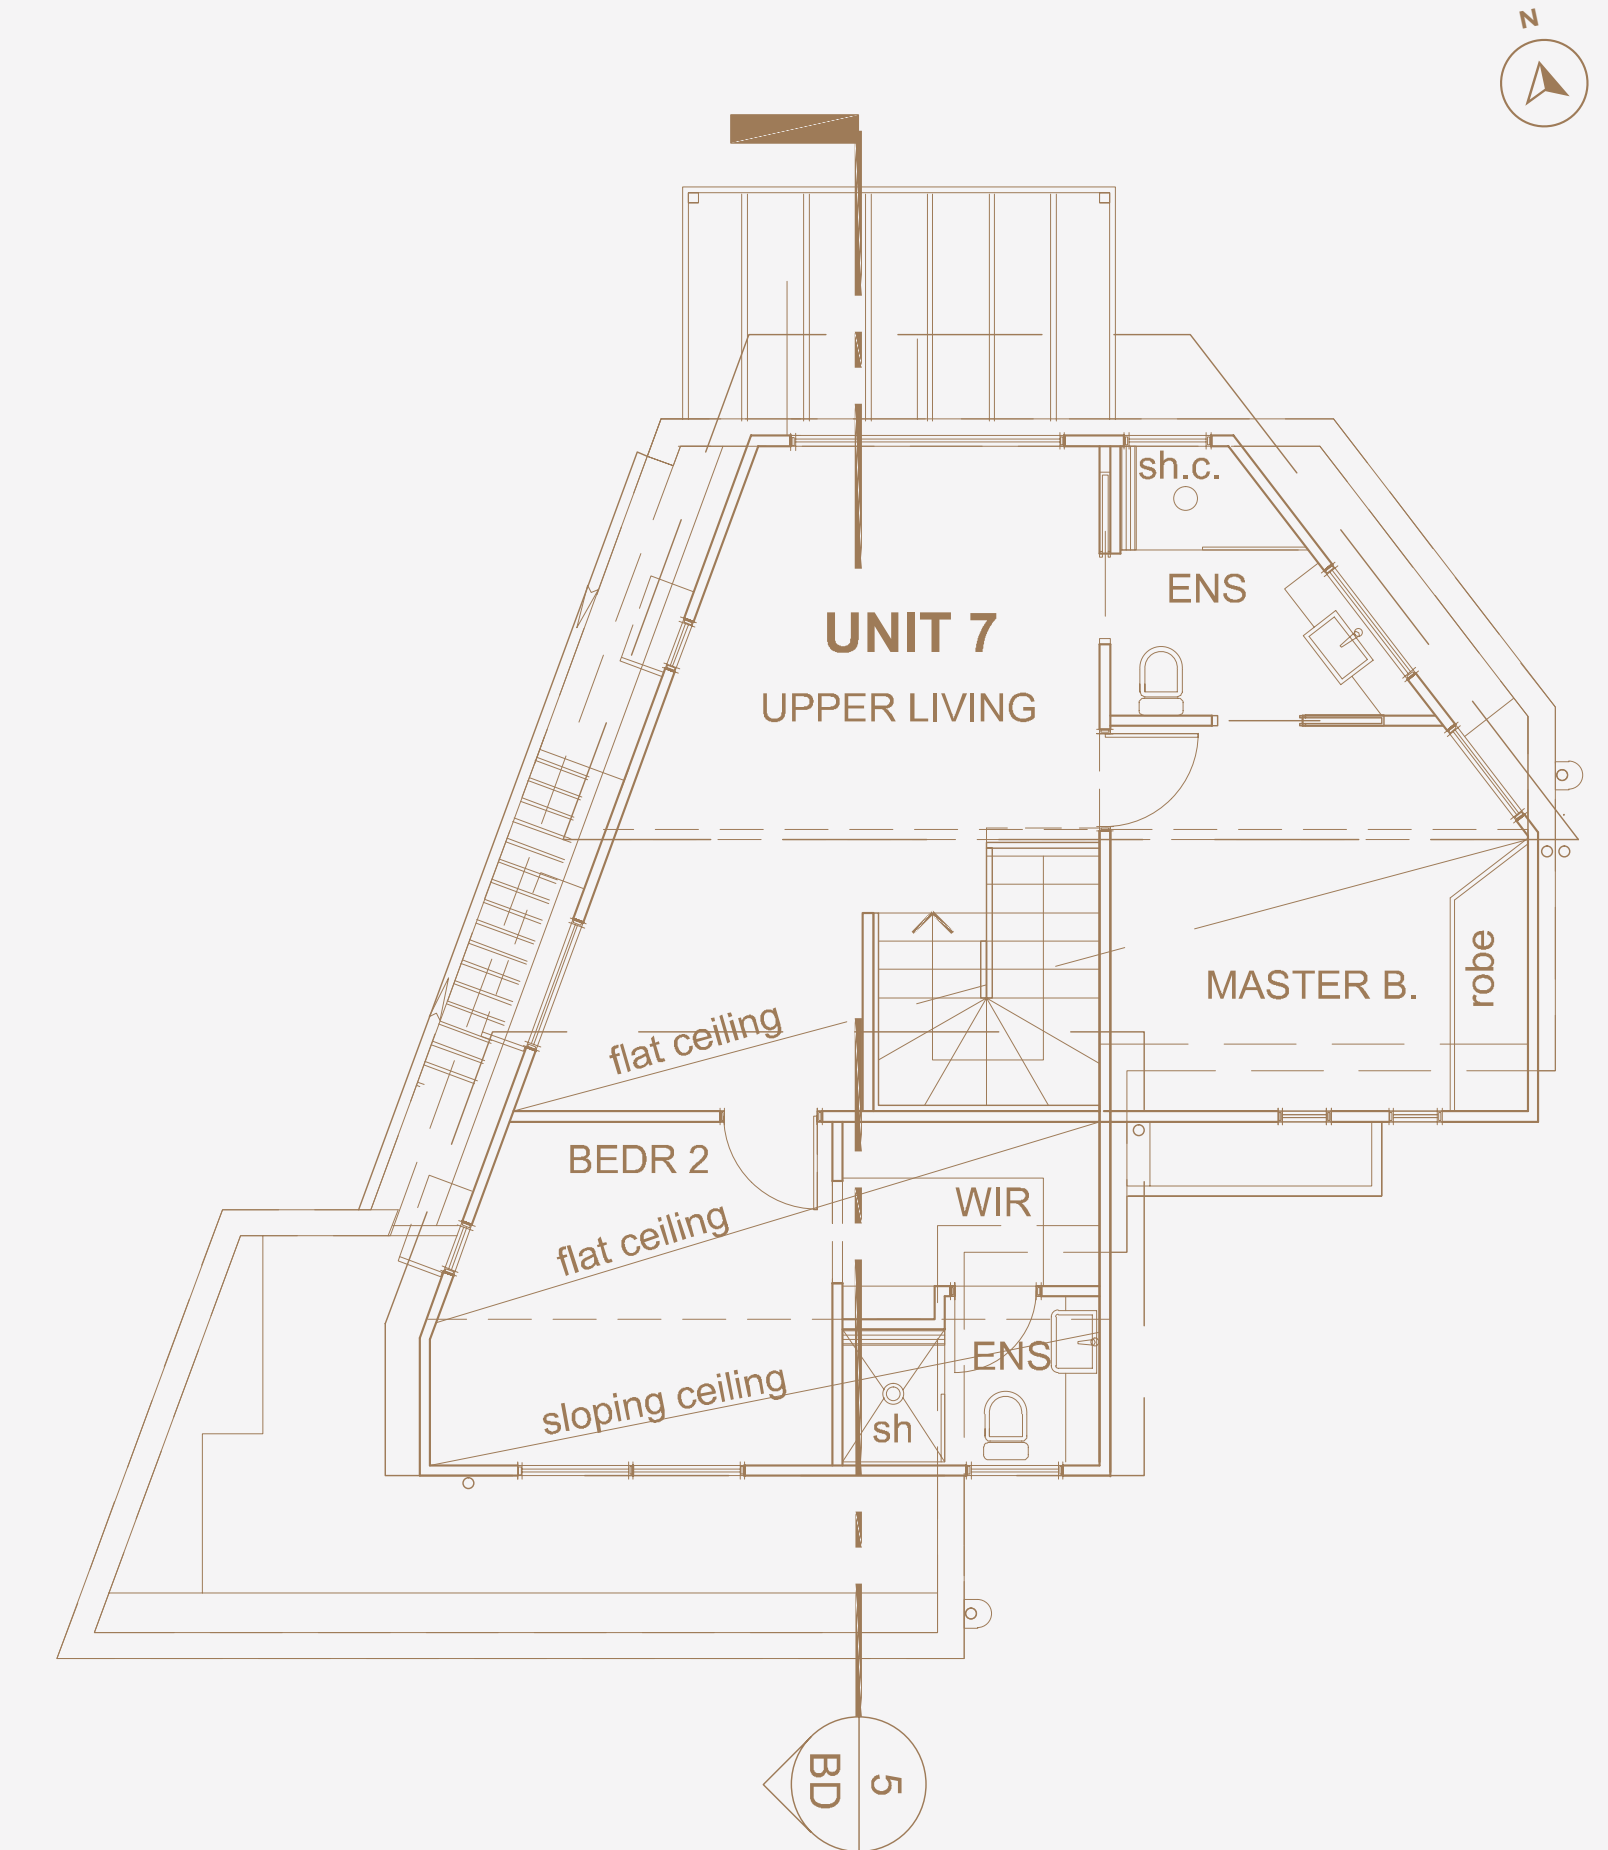 N
sh.c.
ENS
UNIT 7
UPPER LIVING
robe
MASTER B.
flat ceiling
BEDR 2
WIR
flat ceiling
ENS
sloping ceiling
sh
5
BD